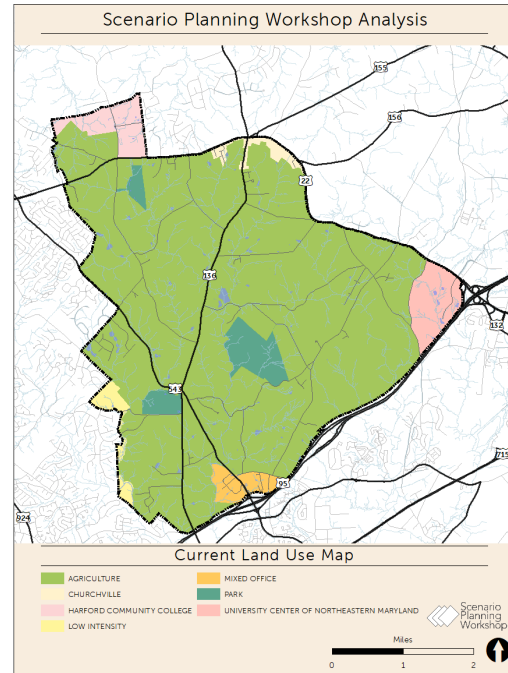 Scenario Planning Workshop Analysis
155
156
22
136
132
543
715
95
924
Current Land Use Map
AGRICULTURE
MIXED OFFICE
CHURCHVILLE
PARK
HARFORD COMMUNITY COLLEGE
UNIVERSITY CENTER OF NORTHEASTERN MARYLAND
LOW INTENSITY
Scenario
Planning
Workshop
Miles
0 1 2